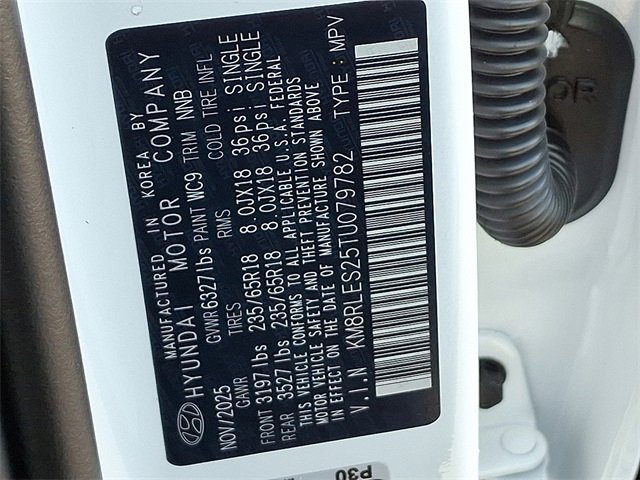 MANUFACTURED IN KOREA BY
HYUNDAI MOTOR COMPANY
NOV/2025 GVWR 6327 lbs PAINT WC9 TRIM NNB
GAWR TIRES RIMS COLD TIRE INFL
FRONT 3197 lbs 235/65R18 8.0JX18 36psi SINGLE
REAR 3527 lbs 235/65R18 8.0JX18 36psi SINGLE
THIS VEHICLE CONFORMS TO ALL APPLICABLE U.S.A. FEDERAL
MOTOR VEHICLE SAFETY AND THEFT PREVENTION STANDARDS
IN EFFECT ON THE DATE OF MANUFACTURE SHOWN ABOVE
V.I.N KM8RLES25TU079782 TYPE : MPV
P30